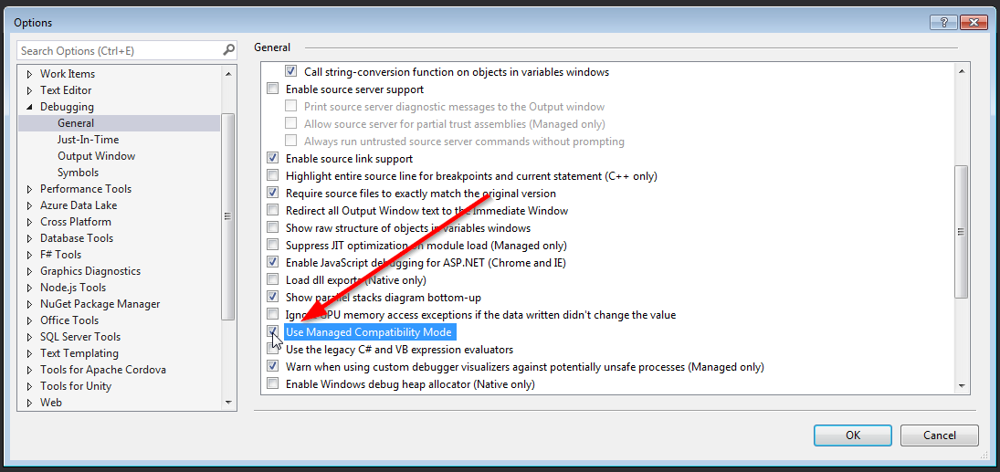 Options
Search Options (Ctrl+E)
Work Items
Text Editor
Debugging
General
Just-In-Time
Output Window
Symbols
Performance Tools
Azure Data Lake
Cross Platform
Database Tools
F# Tools
Graphics Diagnostics
Node.js Tools
NuGet Package Manager
Office Tools
SQL Server Tools
Text Templating
Tools for Apache Cordova
Tools for Unity
Web
General
Call string-conversion function on objects in variables windows
Enable source server support
Print source server diagnostic messages to the Output window
Allow source server for partial trust assemblies (Managed only)
Always run untrusted source server commands without prompting
Enable source link support
Highlight entire source line for breakpoints and current statement (C++ only)
Require source files to exactly match the original version
Redirect all Output Window text to the Immediate Window
Show raw structure of objects in variables windows
Suppress JIT optimization on module load (Managed only)
Enable JavaScript debugging for ASP.NET (Chrome and IE)
Load dll exports (Native only)
Show parallel stacks diagram bottom-up
Ignore GPU memory access exceptions if the data written didn't change the value
Use Managed Compatibility Mode
Use the legacy C# and VB expression evaluators
Warn when using custom debugger visualizers against potentially unsafe processes (Managed only)
Enable Windows debug heap allocator (Native only)
OK
Cancel